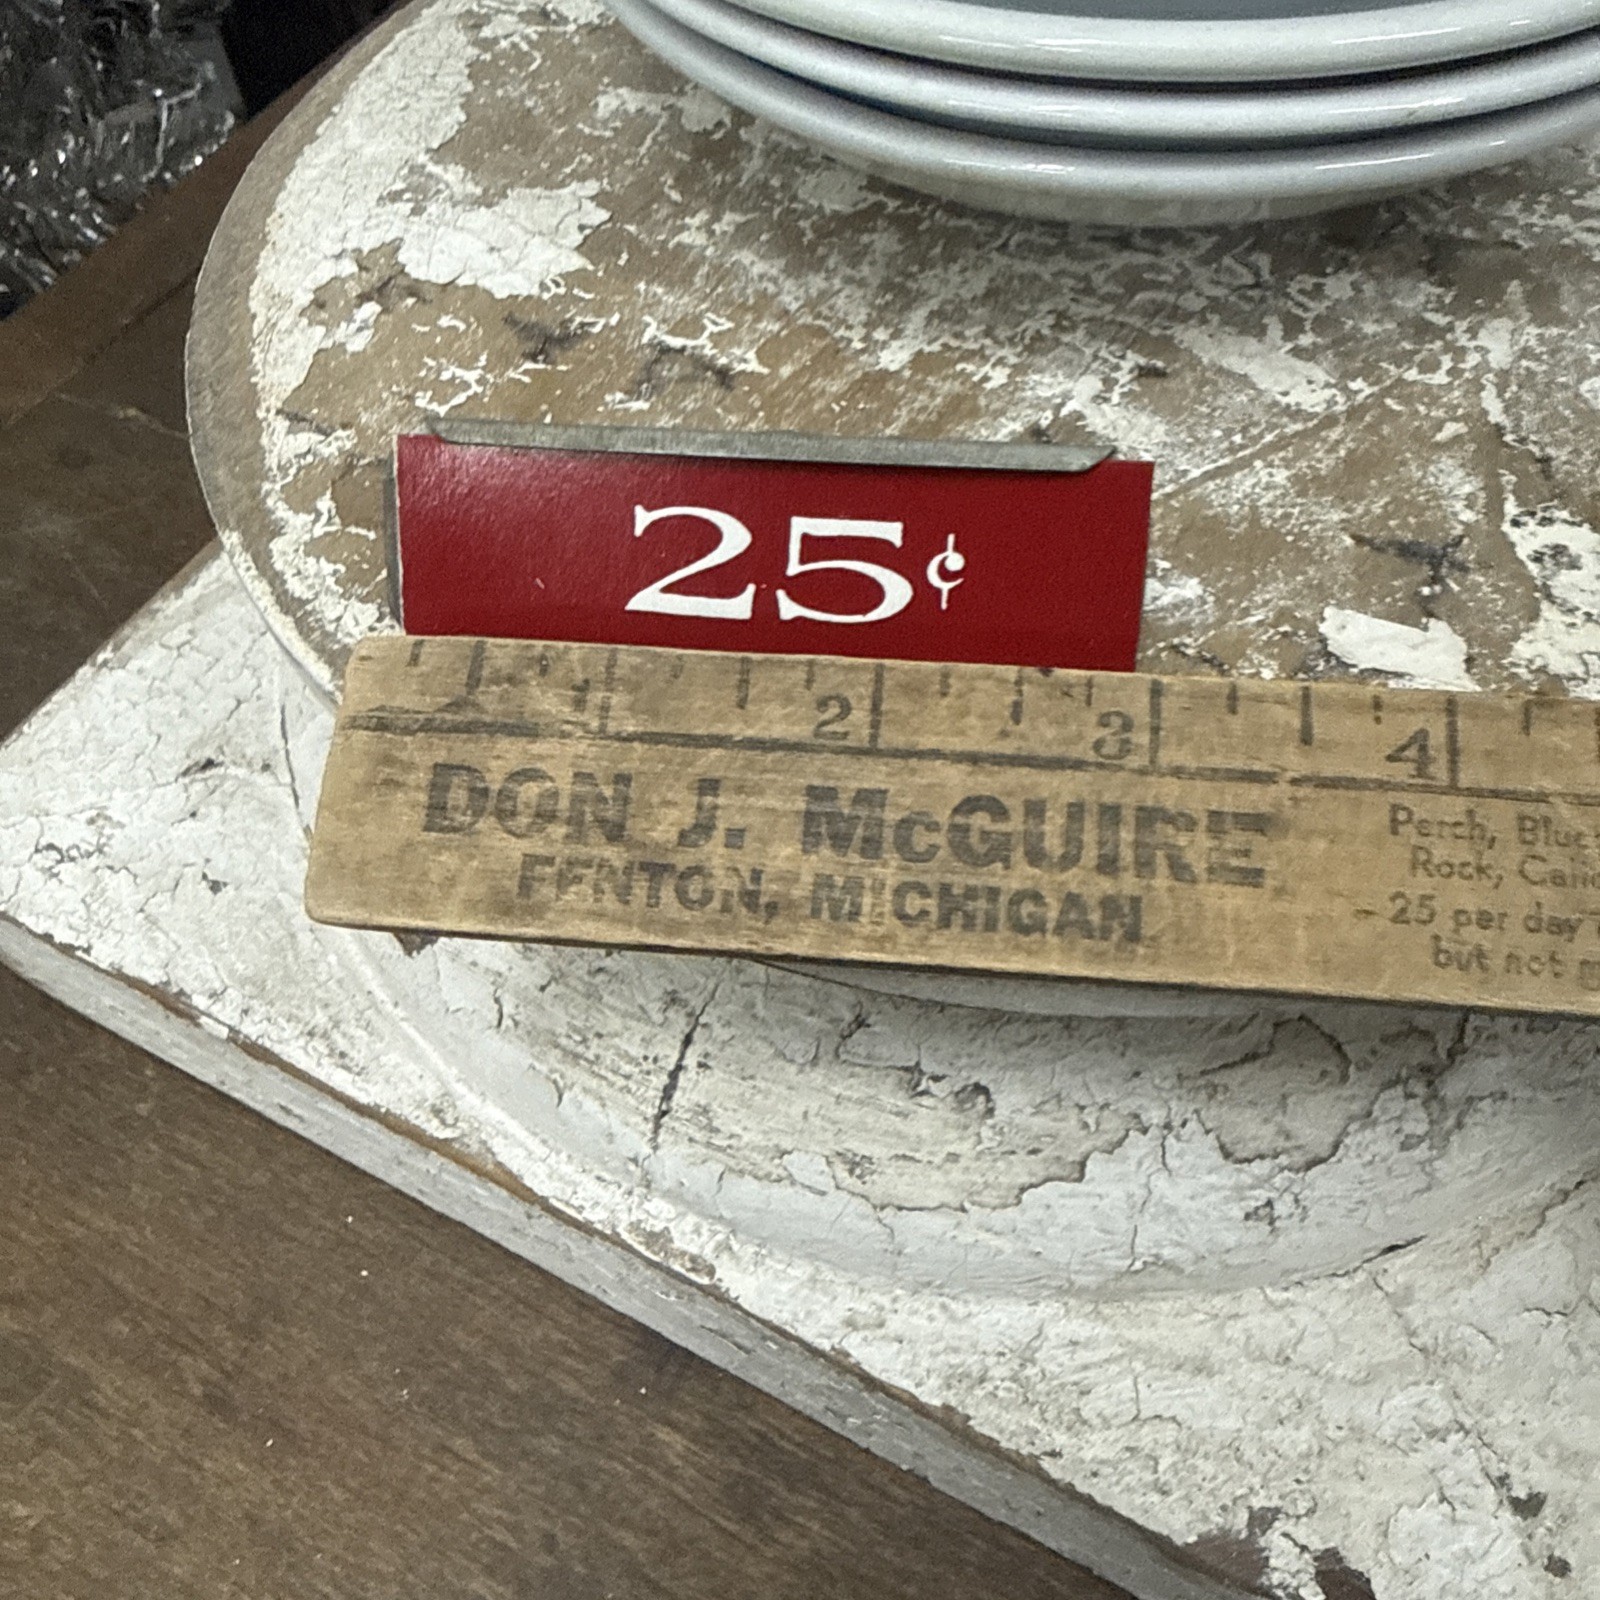 25¢
2 3 4
DON J. McGUIRE
FENTON, MICHIGAN
Perch,
Rock,
- 25 per day
but not